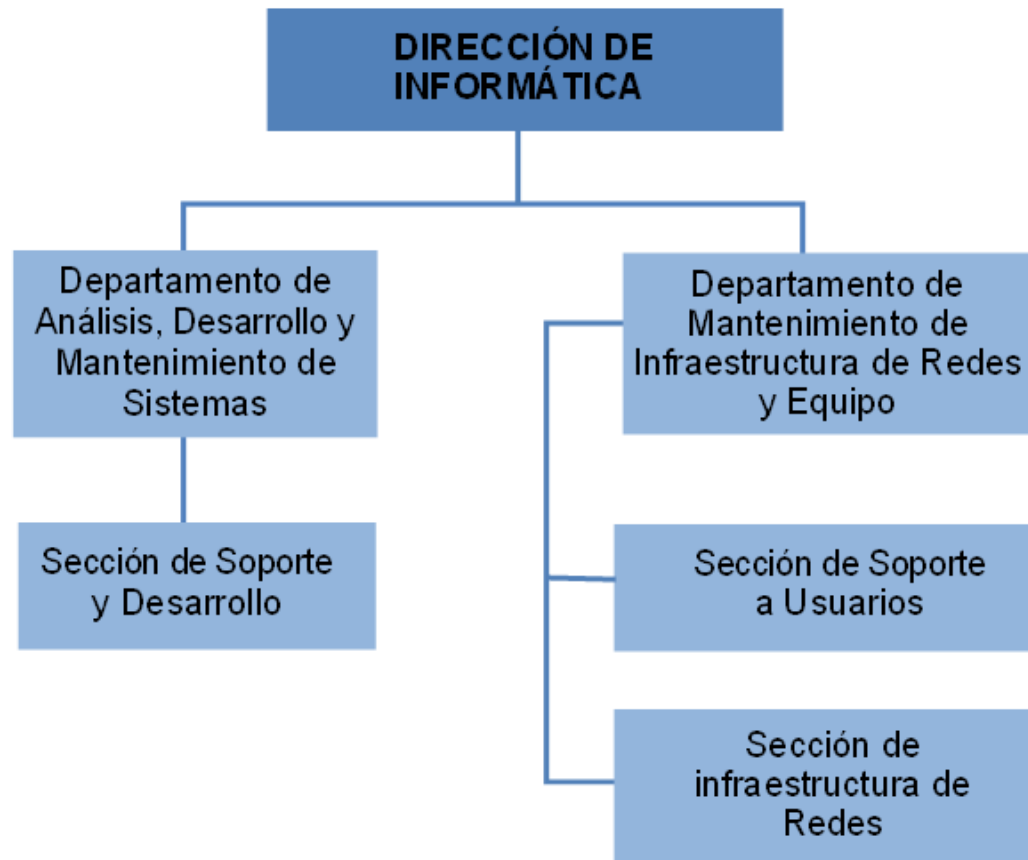 DIRECCIÓN DE
INFORMÁTICA
Departamento de
Análisis, Desarrollo y
Mantenimiento de
Sistemas
Departamento de
Mantenimiento de
Infraestructura de Redes
y Equipo
Sección de Soporte
y Desarrollo
Sección de Soporte
a Usuarios
Sección de
infraestructura de
Redes